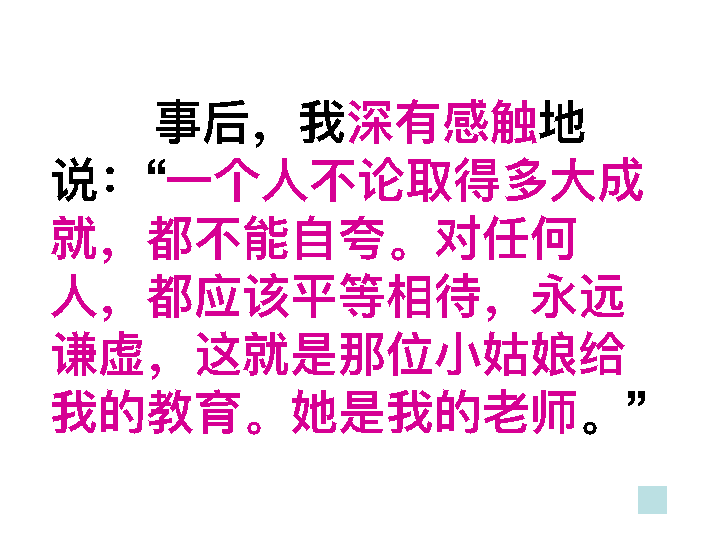 事后，我深有感触地
说：“一个人不论取得多大成
就，都不能自夸。对任何
人，都应该平等相待，永远
谦虚，这就是那位小姑娘给
我的教育。她是我的老师。”